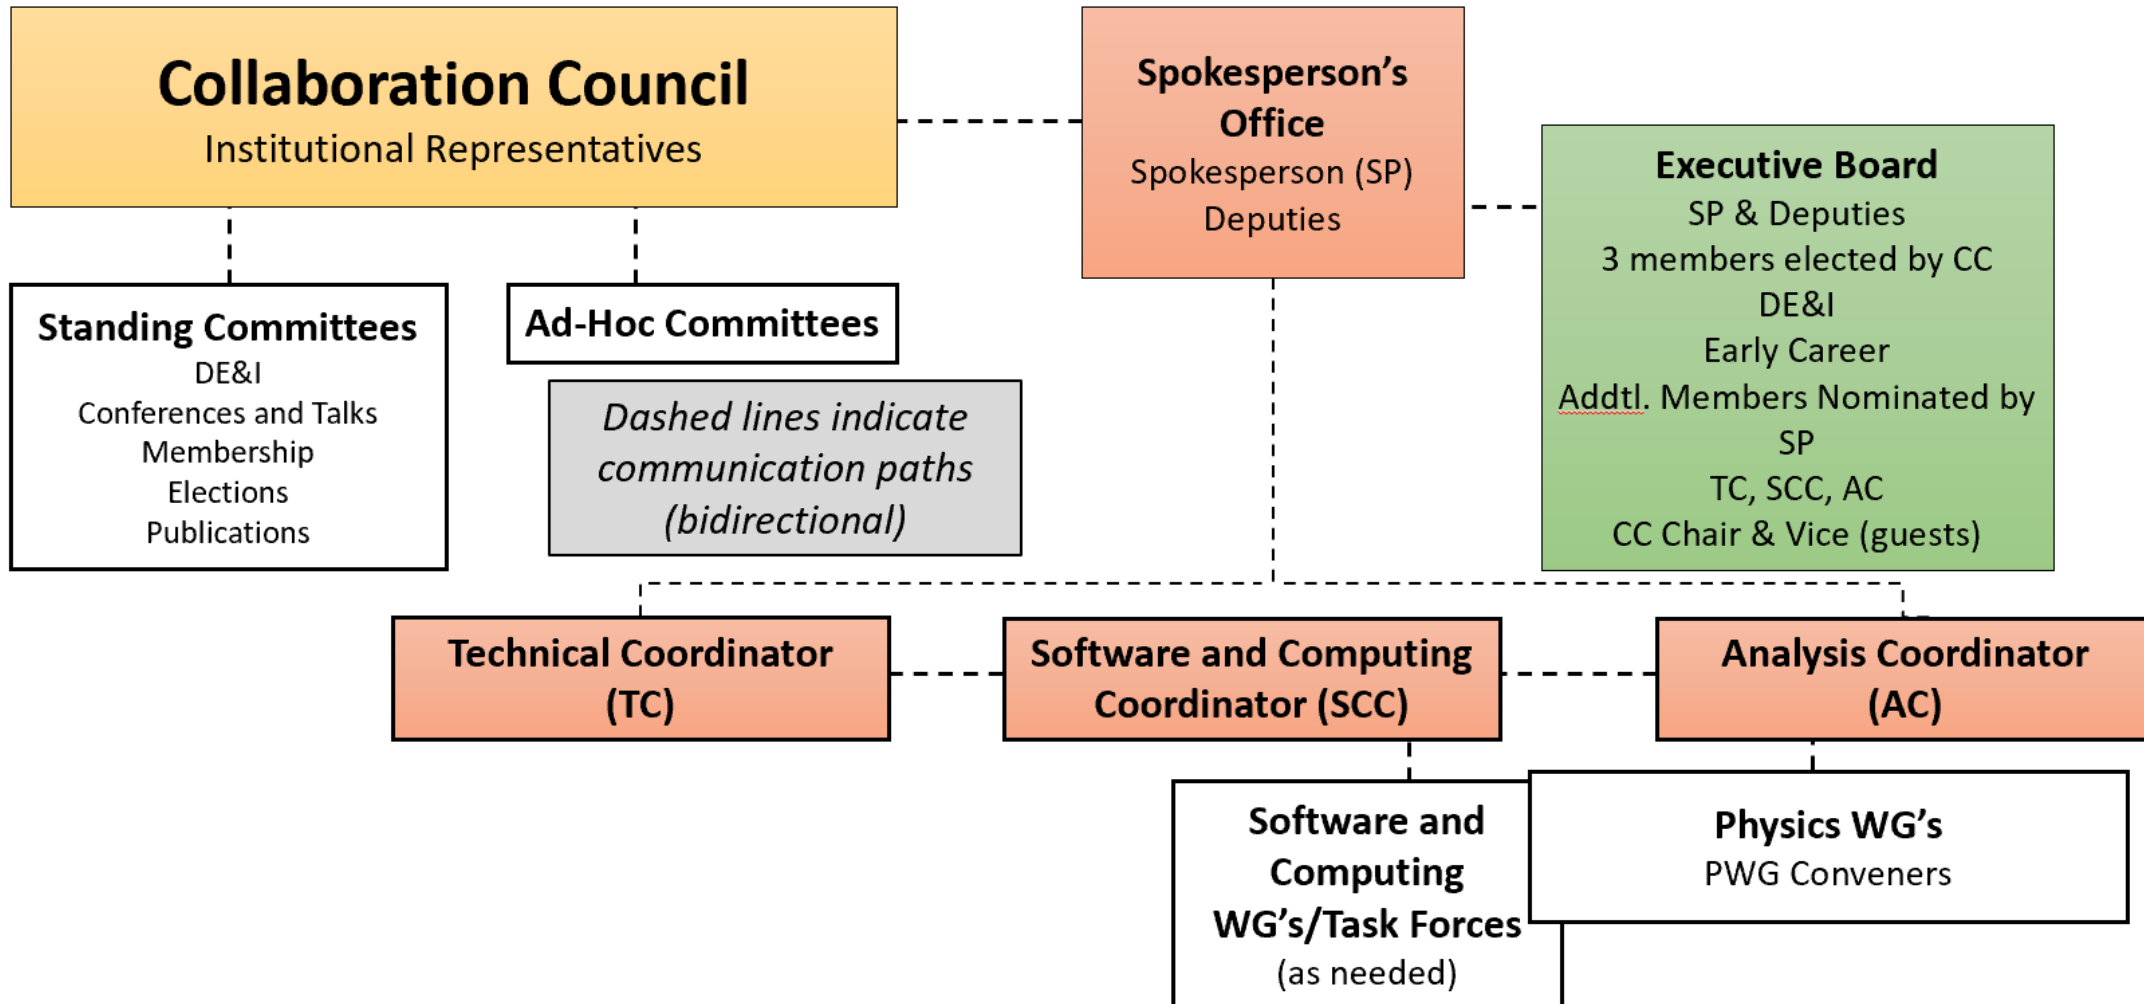 Collaboration Council
Institutional Representatives
Spokesperson’s
Office
Spokesperson (SP)
Deputies
Executive Board
SP & Deputies
3 members elected by CC
DE&I
Early Career
Addtl. Members Nominated by
SP
TC, SCC, AC
CC Chair & Vice (guests)
Standing Committees
DE&I
Conferences and Talks
Membership
Elections
Publications
Ad-Hoc Committees
Dashed lines indicate
communication paths
(bidirectional)
Technical Coordinator
(TC)
Software and Computing
Coordinator (SCC)
Analysis Coordinator
(AC)
Software and
Computing
WG’s/Task Forces
(as needed)
Physics WG’s
PWG Conveners